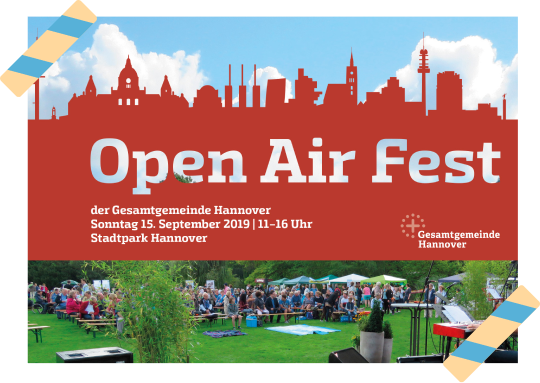 Open Air Fest
der Gesamtgemeinde Hannover
Sonntag 15. September 2019 | 11–16 Uhr
Stadtpark Hannover
Gesamtgemeinde
Hannover